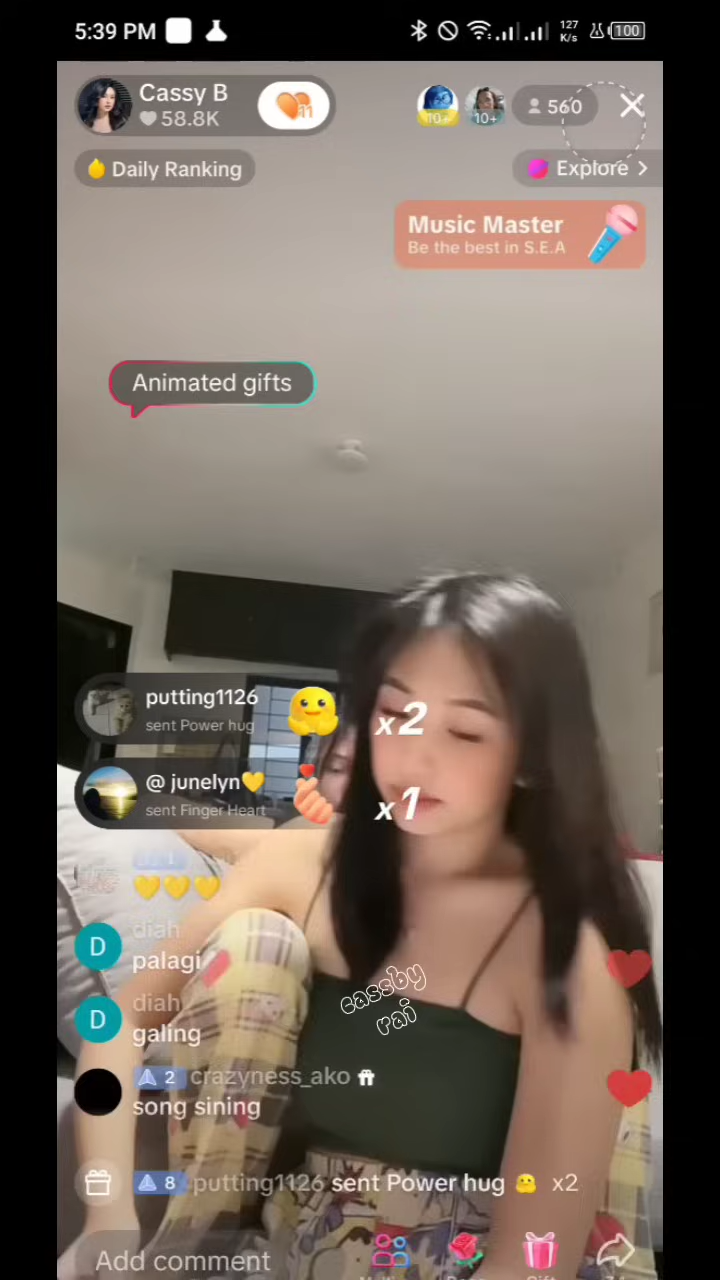 5:39 PM
127
K/s
100
Cassy B
58.8K
11
10+
10+
560
Daily Ranking
Explore
Music Master
Be the best in S.E.A
Animated gifts
putting1126
sent Power hug
x2
@ junelyn
sent Finger Heart
x1
1
D
diah
palagi
cassby
rai
D
diah
galing
2 crazyness_ako
song sining
8 putting1126 sent Power hug x2
Add comment